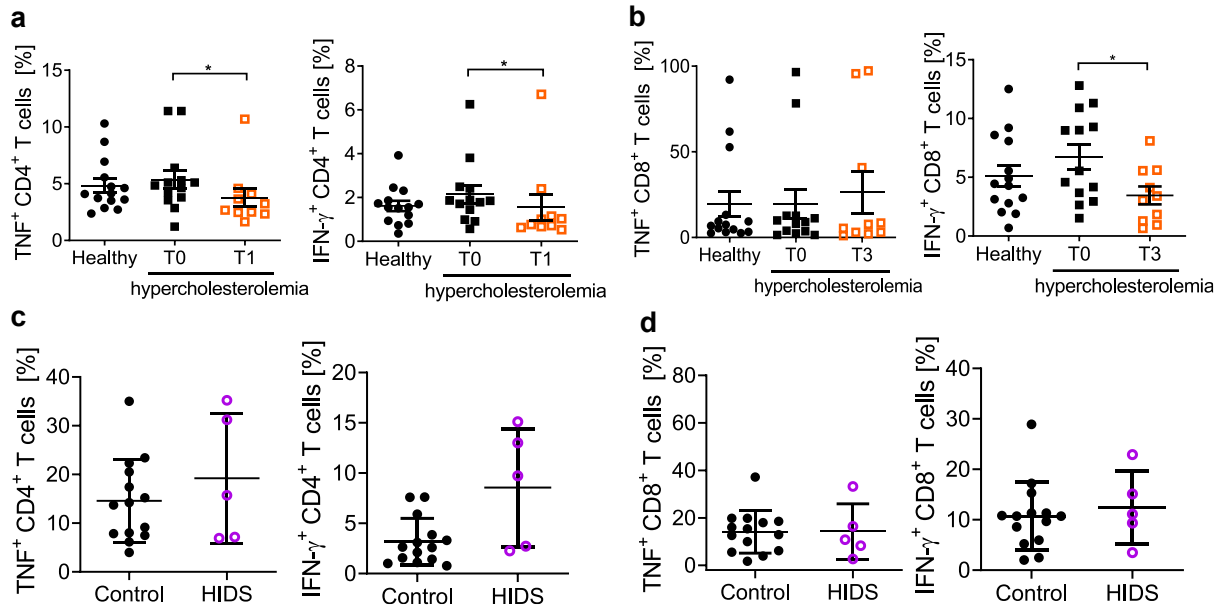 a
TNF⁺ CD4⁺ T cells [%]
15
10
5
0
*
Healthy
T0
T1
hypercholesterolemia
IFN-γ⁺ CD4⁺ T cells [%]
8
6
4
2
0
*
Healthy
T0
T1
hypercholesterolemia
b
TNF⁺ CD8⁺ T cells [%]
100
50
0
Healthy
T0
T3
hypercholesterolemia
IFN-γ⁺ CD8⁺ T cells [%]
15
10
5
0
*
Healthy
T0
T3
hypercholesterolemia
c
TNF⁺ CD4⁺ T cells [%]
40
30
20
10
0
Control
HIDS
IFN-γ⁺ CD4⁺ T cells [%]
20
15
10
5
0
Control
HIDS
d
TNF⁺ CD8⁺ T cells [%]
80
60
40
20
0
Control
HIDS
IFN-γ⁺ CD8⁺ T cells [%]
40
30
20
10
0
Control
HIDS